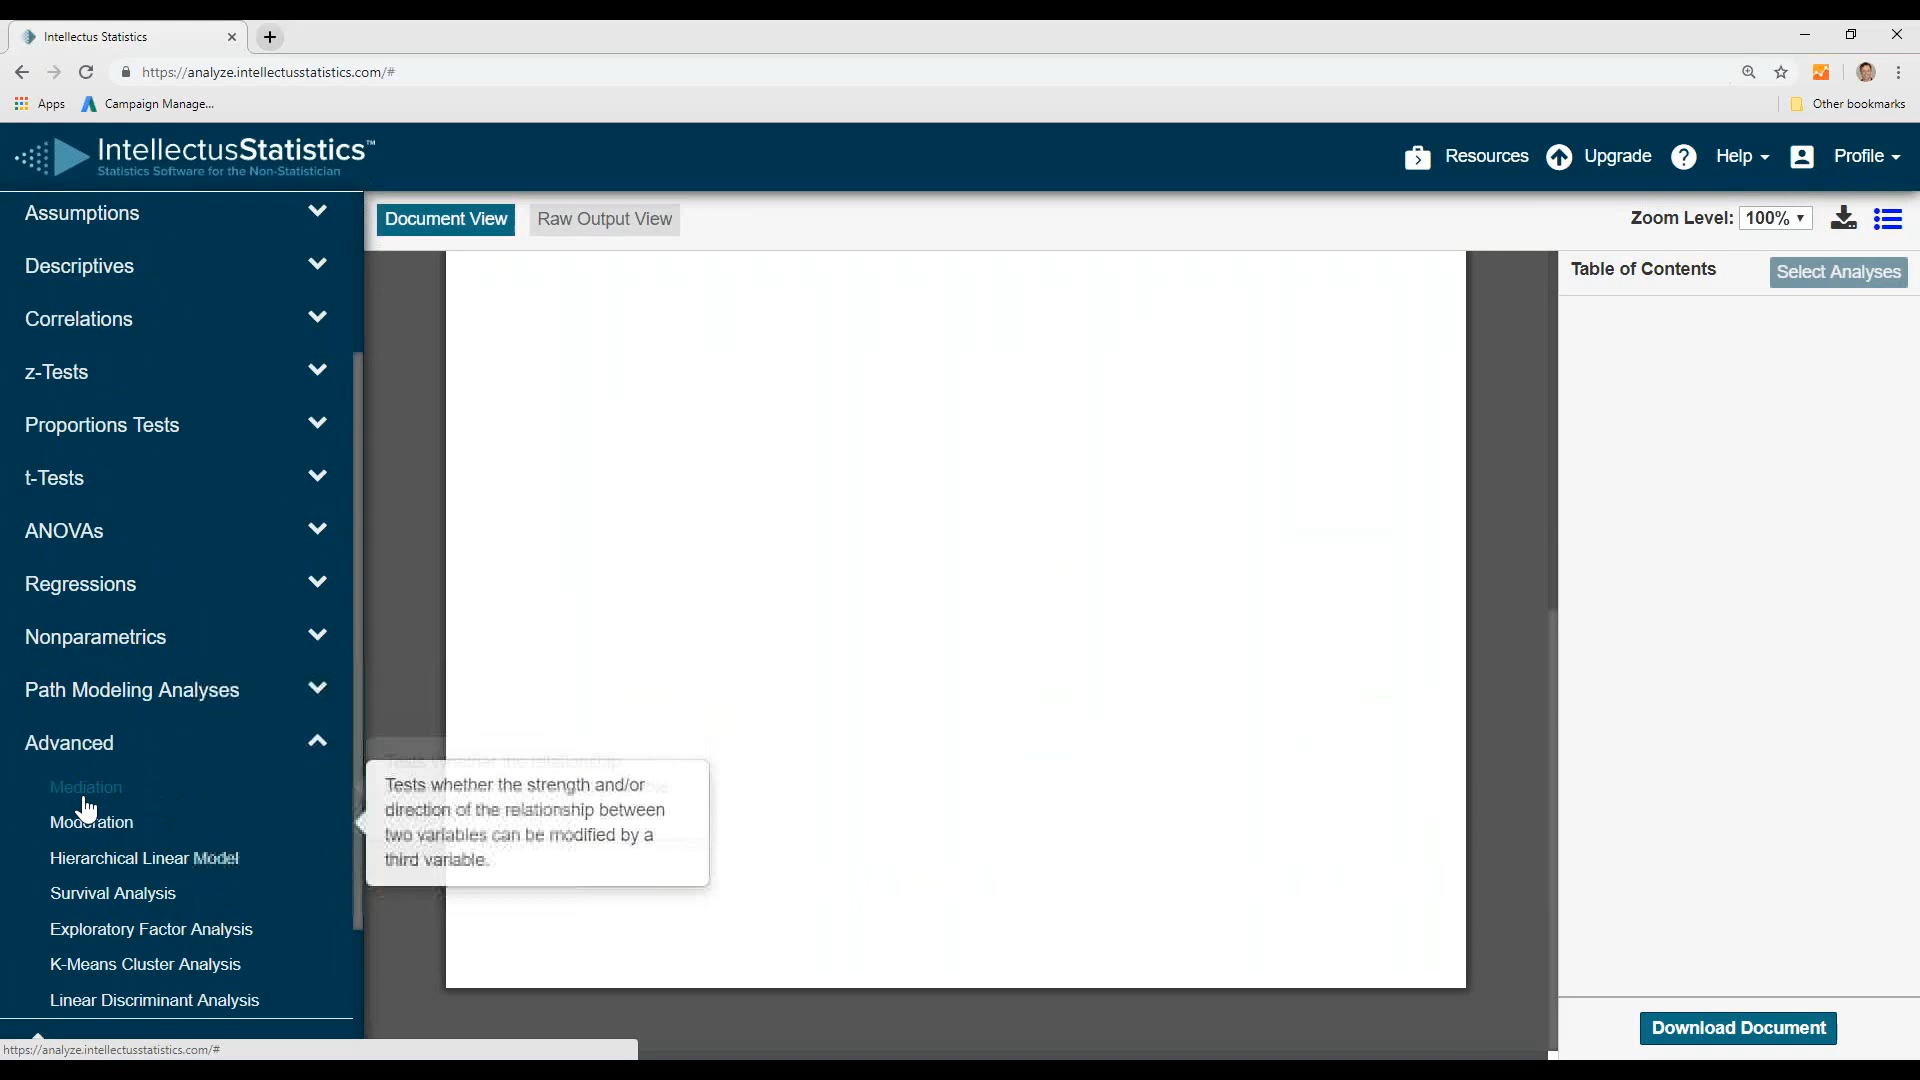 Intellectus Statistics
https://analyze.intellectusstatistics.com/#
Apps
Campaign Manage...
Other bookmarks
IntellectusStatistics™
Statistics Software for the Non-Statistician
Resources
Upgrade
Help
Profile
Assumptions
Descriptives
Correlations
z-Tests
Proportions Tests
t-Tests
ANOVAs
Regressions
Nonparametrics
Path Modeling Analyses
Advanced
Mediation
Moderation
Hierarchical Linear Model
Survival Analysis
Exploratory Factor Analysis
K-Means Cluster Analysis
Linear Discriminant Analysis
https://analyze.intellectusstatistics.com/#
Document View
Raw Output View
Zoom Level: 100%
Tests whether the relationship
Tests whether the strength and/or
direction of the relationship between
two variables can be modified by a
third variable.
Table of Contents
Select Analyses
Download Document